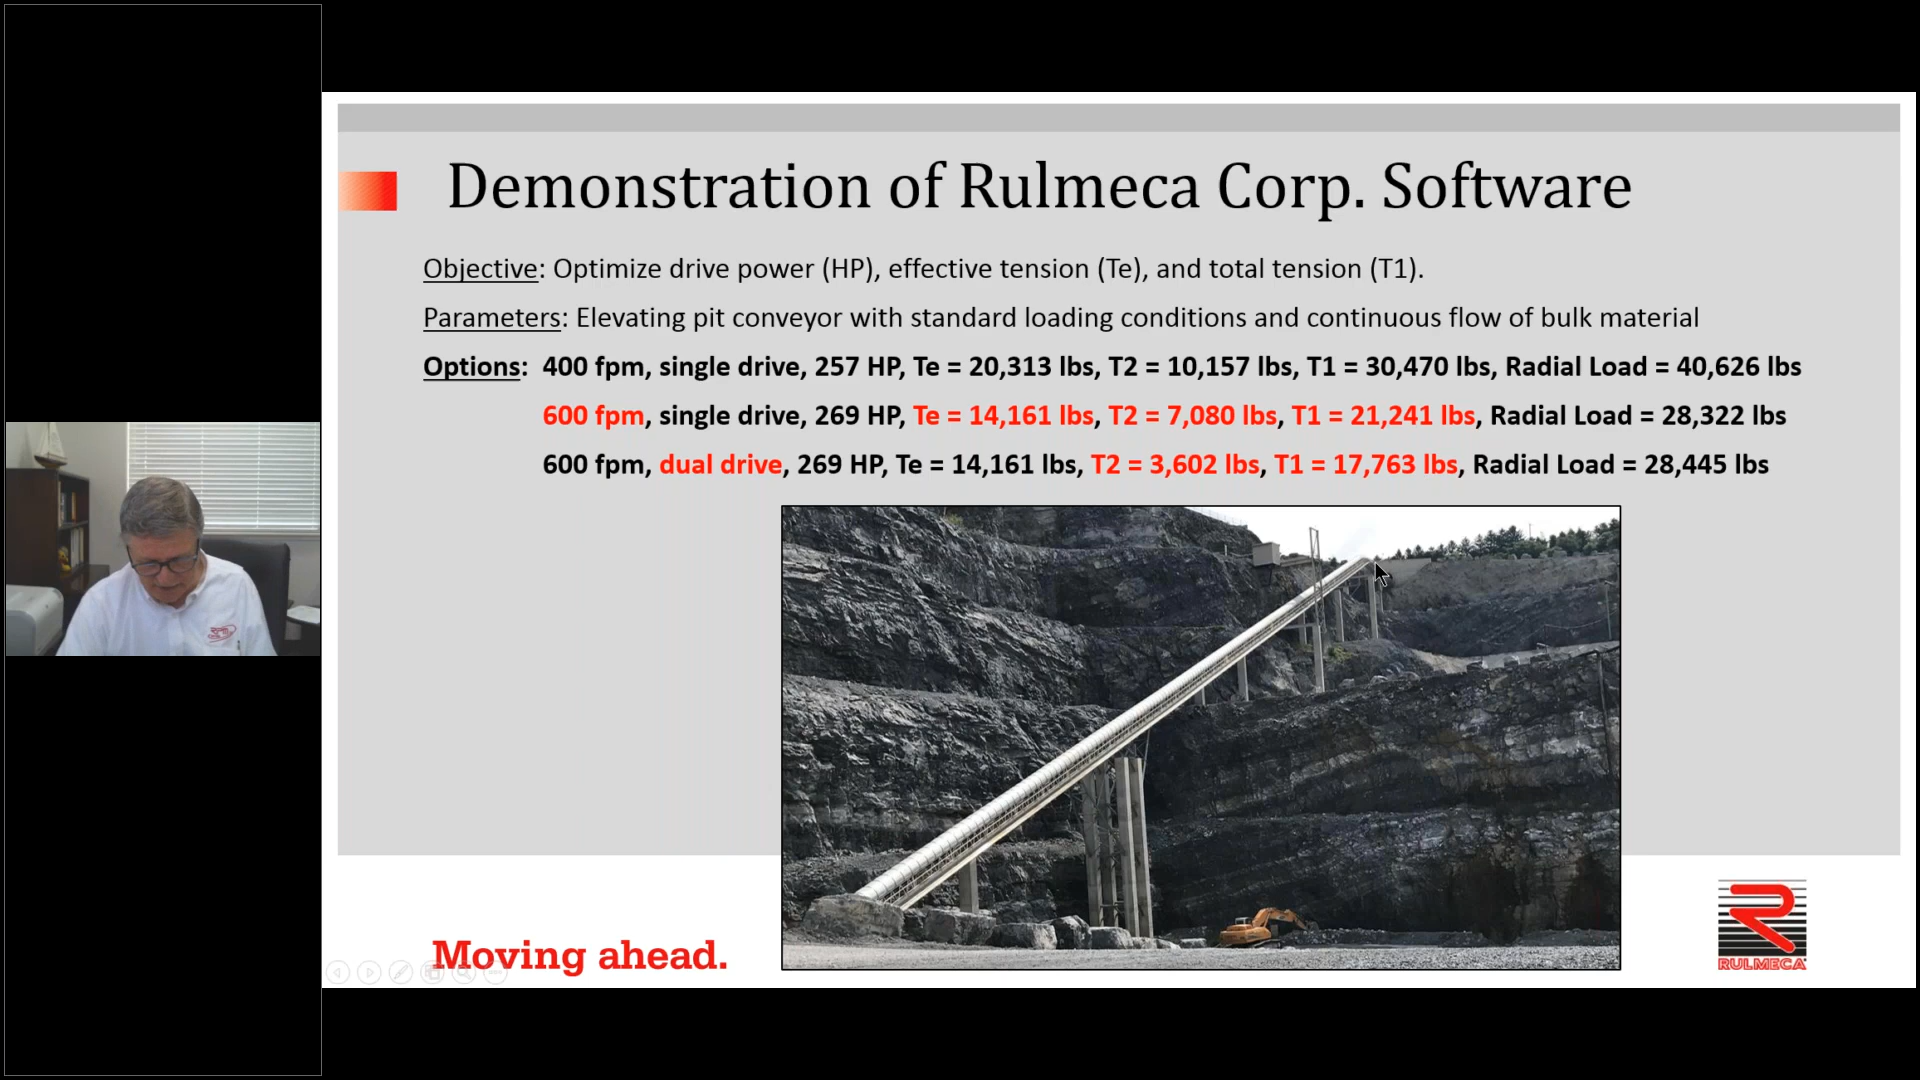 Demonstration of Rulmeca Corp. Software
Objective: Optimize drive power (HP), effective tension (Te), and total tension (T1).
Parameters: Elevating pit conveyor with standard loading conditions and continuous flow of bulk material
Options: 400 fpm, single drive, 257 HP, Te = 20,313 lbs, T2 = 10,157 lbs, T1 = 30,470 lbs, Radial Load = 40,626 lbs
600 fpm, single drive, 269 HP, Te = 14,161 lbs, T2 = 7,080 lbs, T1 = 21,241 lbs, Radial Load = 28,322 lbs
600 fpm, dual drive, 269 HP, Te = 14,161 lbs, T2 = 3,602 lbs, T1 = 17,763 lbs, Radial Load = 28,445 lbs
Moving ahead.
RULMECA